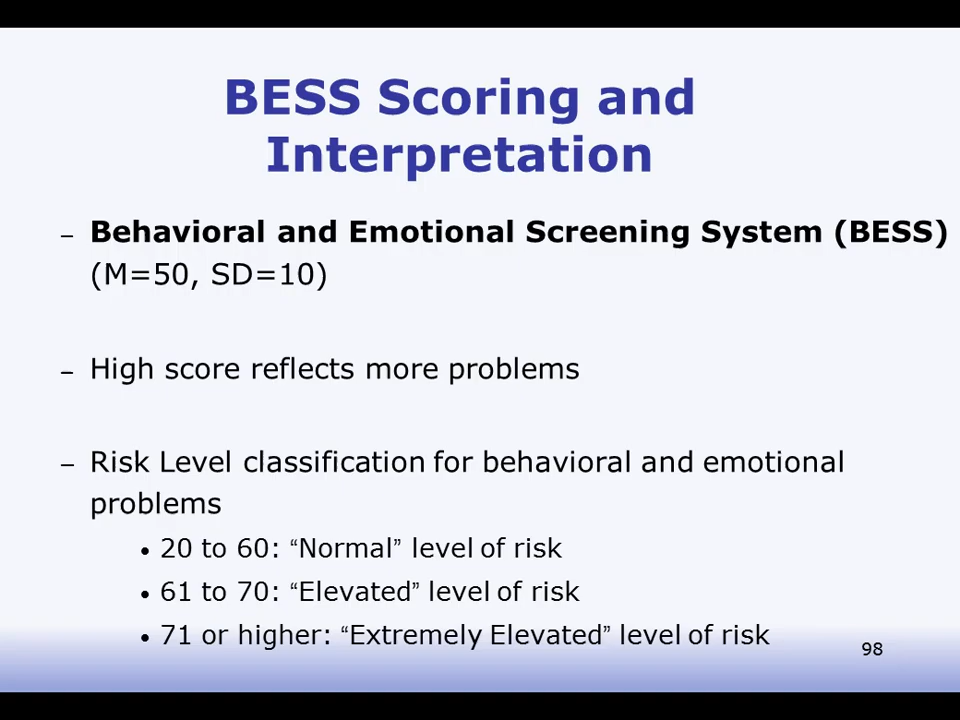 BESS Scoring and
Interpretation
– Behavioral and Emotional Screening System (BESS)
(M=50, SD=10)
– High score reflects more problems
– Risk Level classification for behavioral and emotional
problems
• 20 to 60: “Normal” level of risk
• 61 to 70: “Elevated” level of risk
• 71 or higher: “Extremely Elevated” level of risk
98